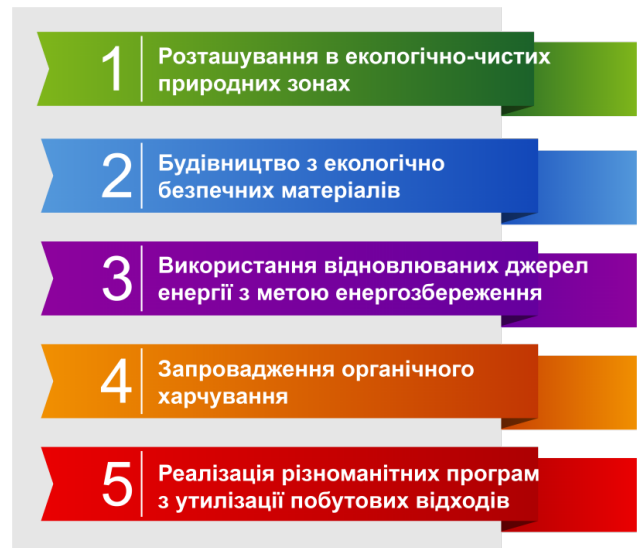 1
Розташування в екологічно-чистих
природних зонах
2
Будівництво з екологічно
безпечних матеріалів
3
Використання відновлюваних джерел
енергії з метою енергозбереження
4
Запровадження органічного
харчування
5
Реалізація різноманітних програм
з утилізації побутових відходів